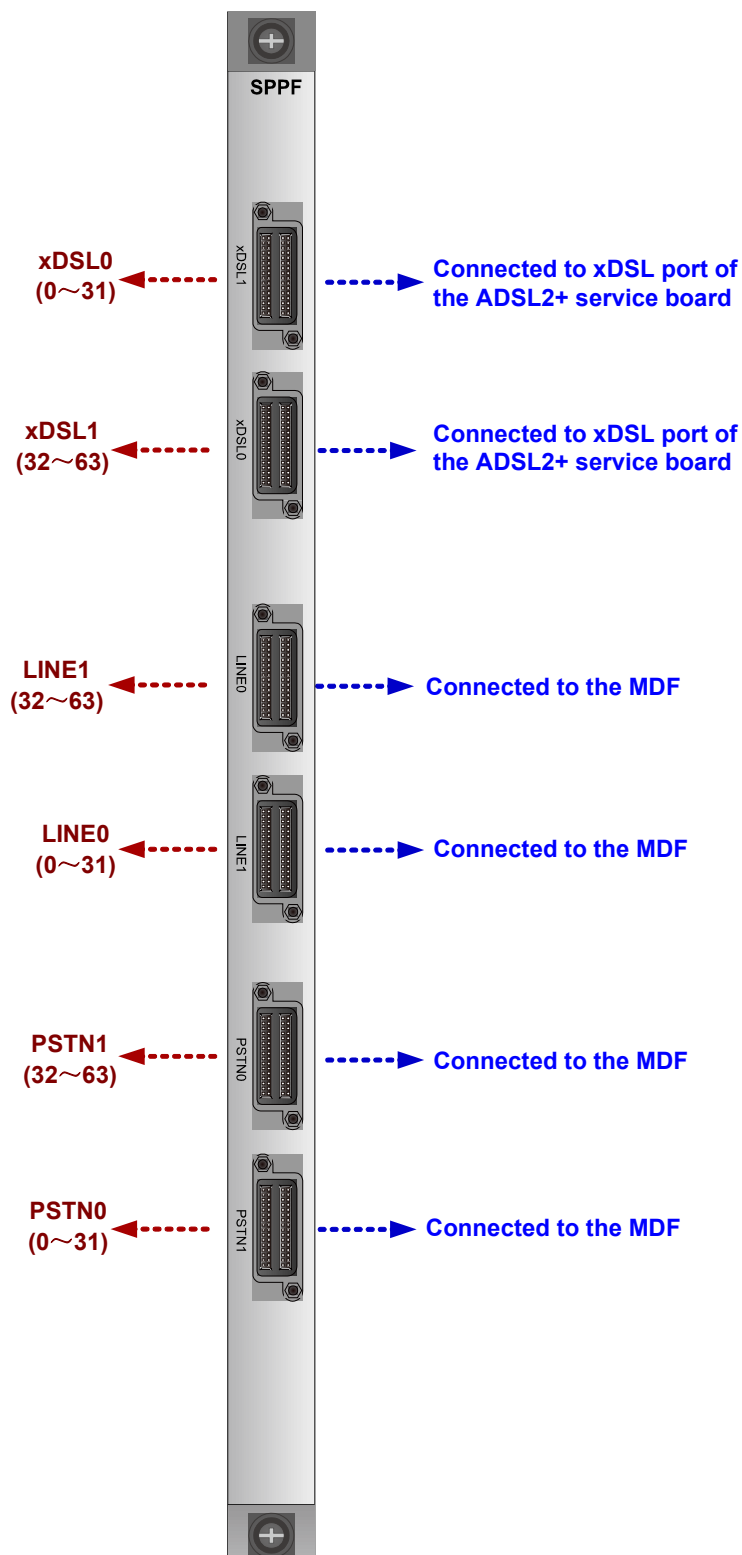 SPPF
xDSL0
(0～31)
xDSL1
Connected to xDSL port of
the ADSL2+ service board
xDSL1
(32～63)
xDSL0
Connected to xDSL port of
the ADSL2+ service board
LINE1
(32～63)
LINE0
Connected to the MDF
LINE0
(0～31)
LINE1
Connected to the MDF
PSTN1
(32～63)
PSTN0
Connected to the MDF
PSTN0
(0～31)
PSTN1
Connected to the MDF